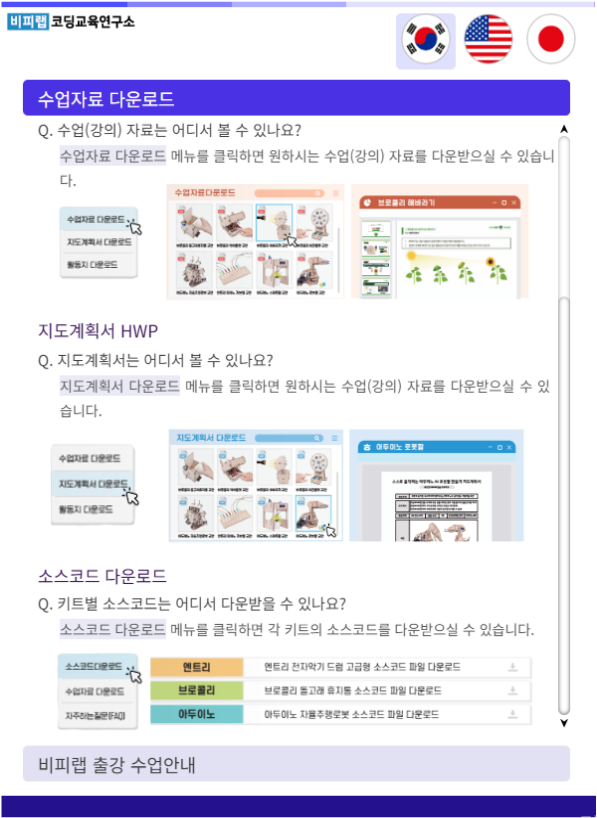 비피랩 코딩교육연구소
수업자료 다운로드
Q. 수업(강의) 자료는 어디서 볼 수 있나요?
수업자료 다운로드 메뉴를 클릭하면 원하시는 수업(강의) 자료를 다운받으실 수 있습니
다.
수업자료 다운로드
지도계획서 다운로드
활동지 다운로드
수업자료다운로드
브로콜리 해바라기
지도계획서 HWP
Q. 지도계획서는 어디서 볼 수 있나요?
지도계획서 다운로드 메뉴를 클릭하면 원하시는 수업(강의) 자료를 다운받으실 수 있
습니다.
수업자료 다운로드
지도계획서 다운로드
활동지 다운로드
지도계획서 다운로드
아두이노 로봇팔
소스코드 다운로드
Q. 키트별 소스코드는 어디서 다운받을 수 있나요?
소스코드 다운로드 메뉴를 클릭하면 각 키트의 소스코드를 다운받으실 수 있습니다.
소스코드다운로드
수업자료 다운로드
자주하는질문(FAQ)
엔트리 엔트리 전자악기 드럼 고급형 소스코드 파일 다운로드
브로콜리 브로콜리 돌고래 휴지통 소스코드 파일 다운로드
아두이노 아두이노 자율주행로봇 소스코드 파일 다운로드
비피랩 출강 수업안내